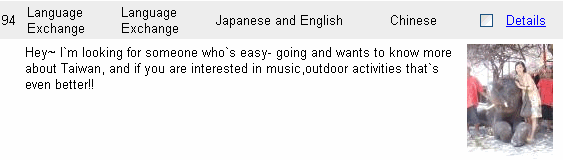 94 Language Exchange Language Exchange Japanese and English Chinese Details
Hey~ I`m looking for someone who`s easy- going and wants to know more
about Taiwan, and if you are interested in music,outdoor activities that`s
even better!!